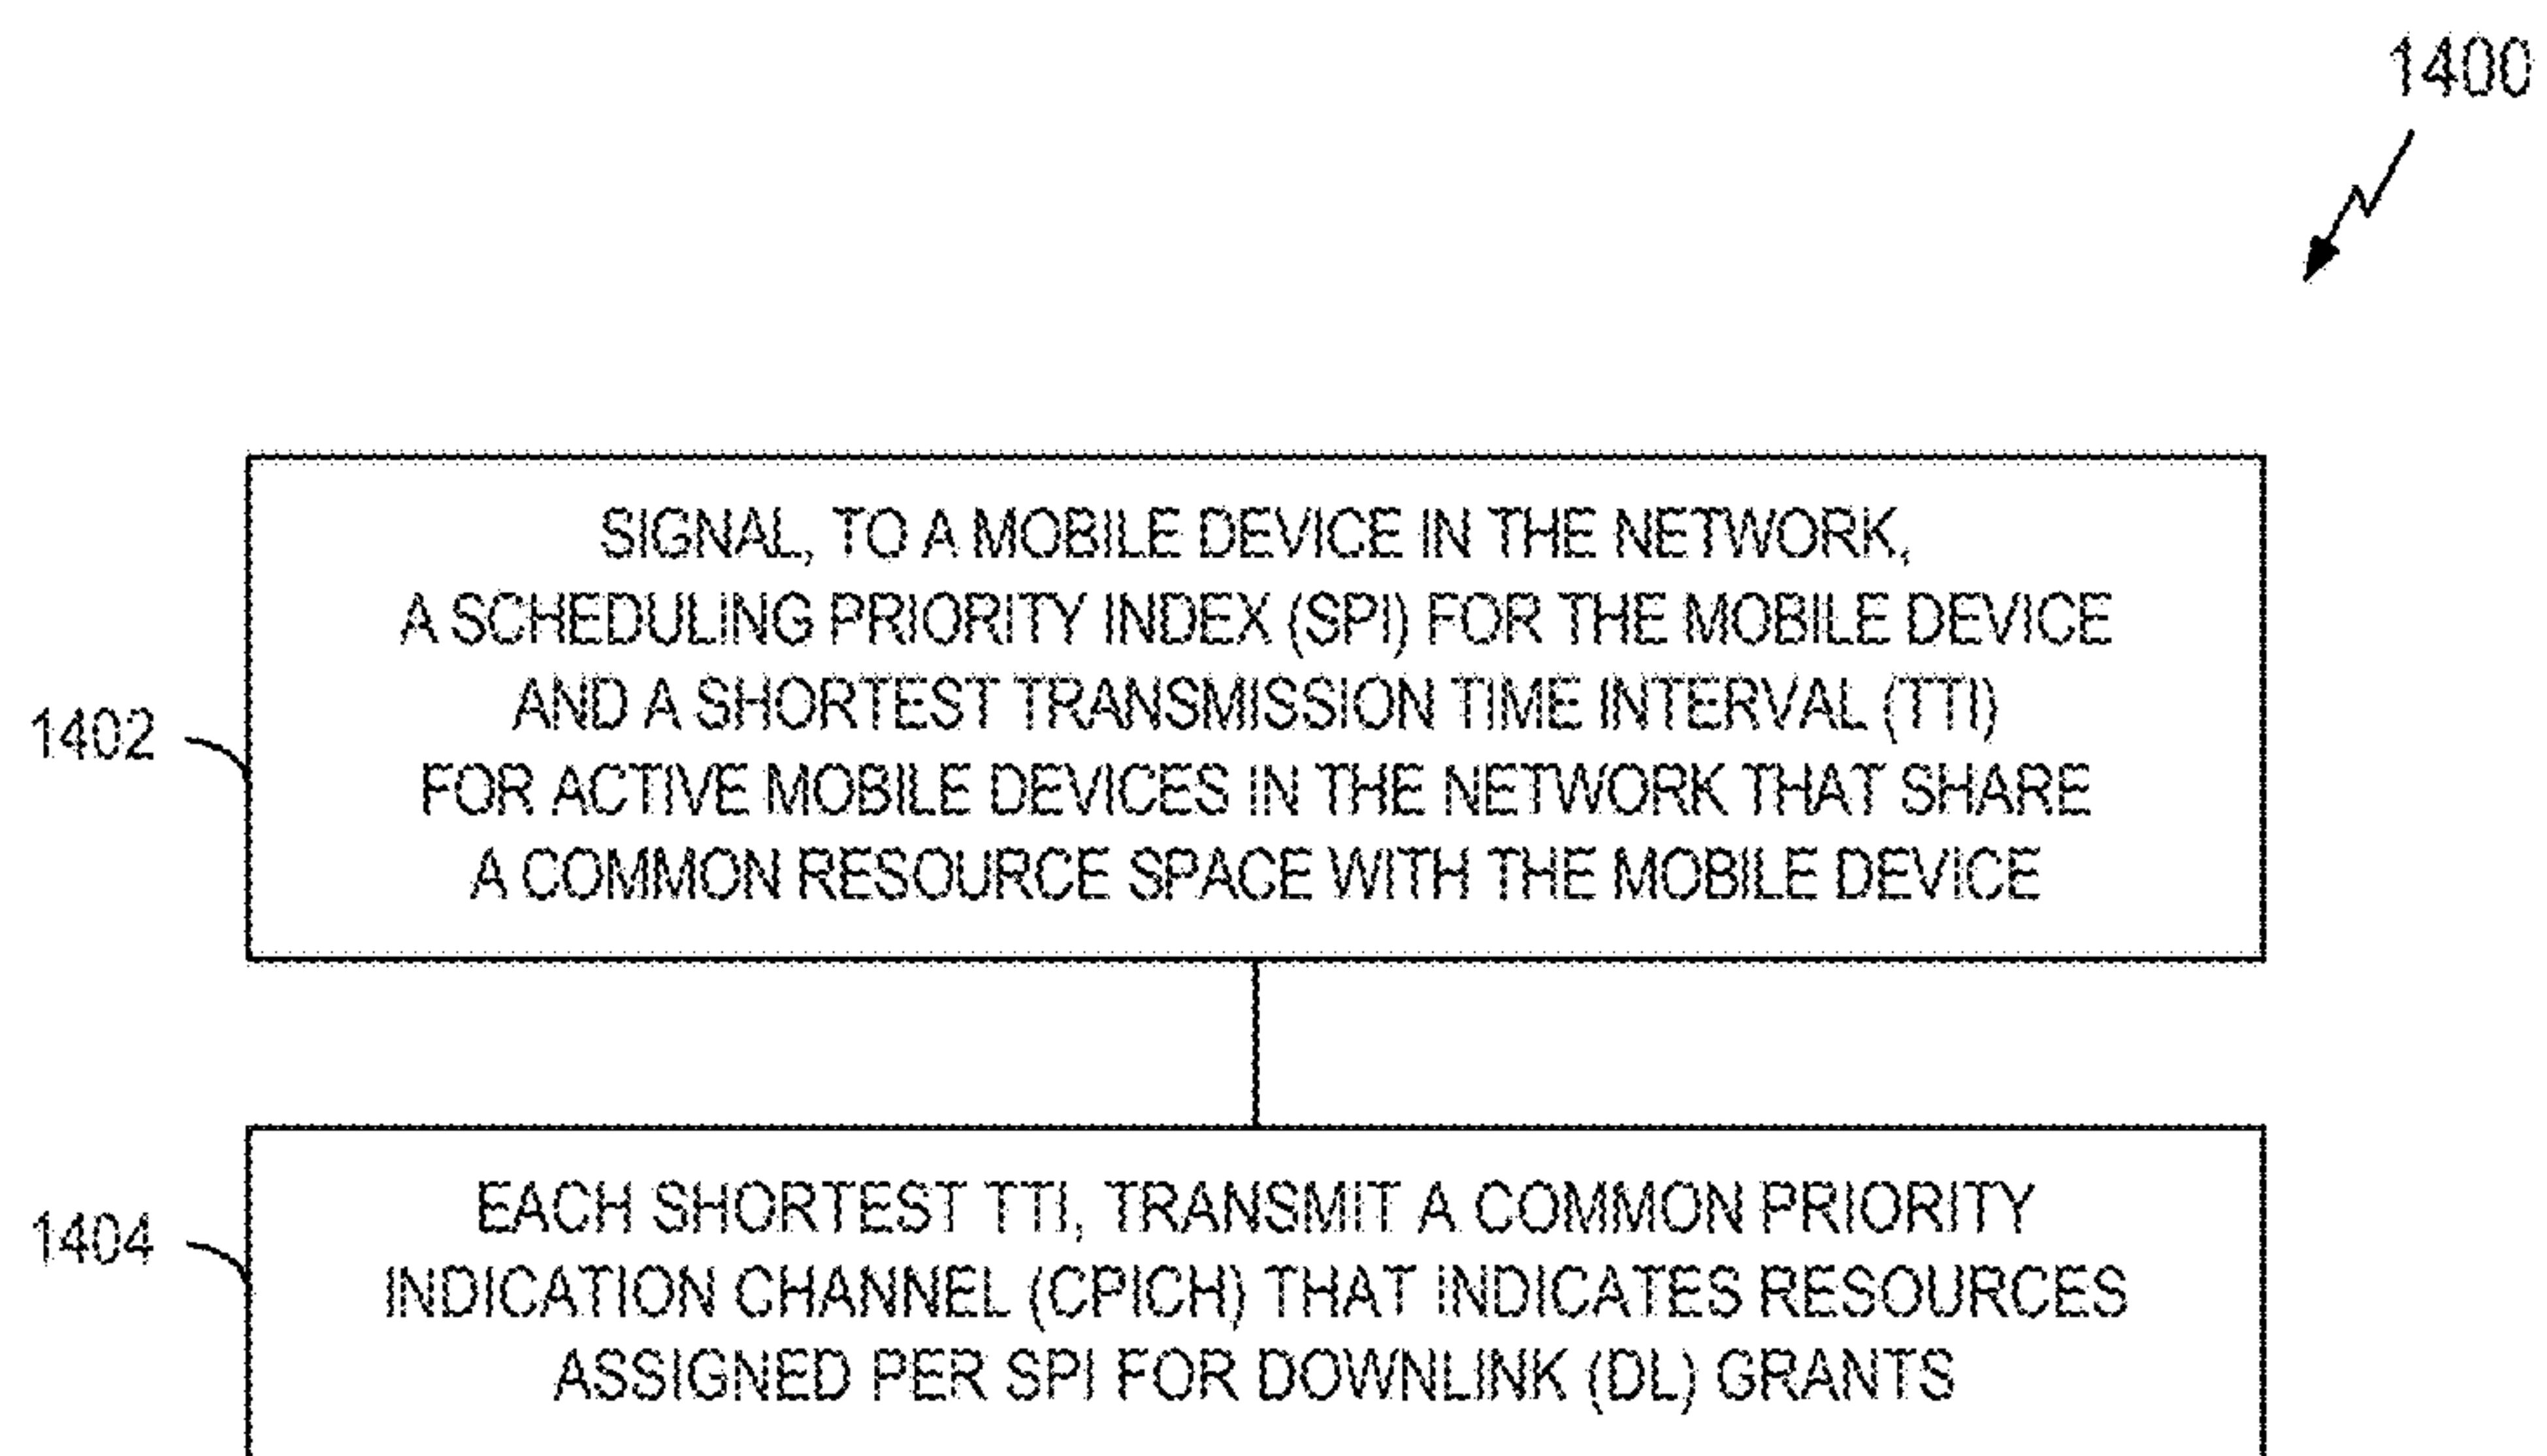 1400
SIGNAL, TO A MOBILE DEVICE IN THE NETWORK,
A SCHEDULING PRIORITY INDEX (SPI) FOR THE MOBILE DEVICE
AND A SHORTEST TRANSMISSION TIME INTERVAL (TTI)
FOR ACTIVE MOBILE DEVICES IN THE NETWORK THAT SHARE
A COMMON RESOURCE SPACE WITH THE MOBILE DEVICE
1402
EACH SHORTEST TTI, TRANSMIT A COMMON PRIORITY
INDICATION CHANNEL (CPICH) THAT INDICATES RESOURCES
ASSIGNED PER SPI FOR DOWNLINK (DL) GRANTS
1404